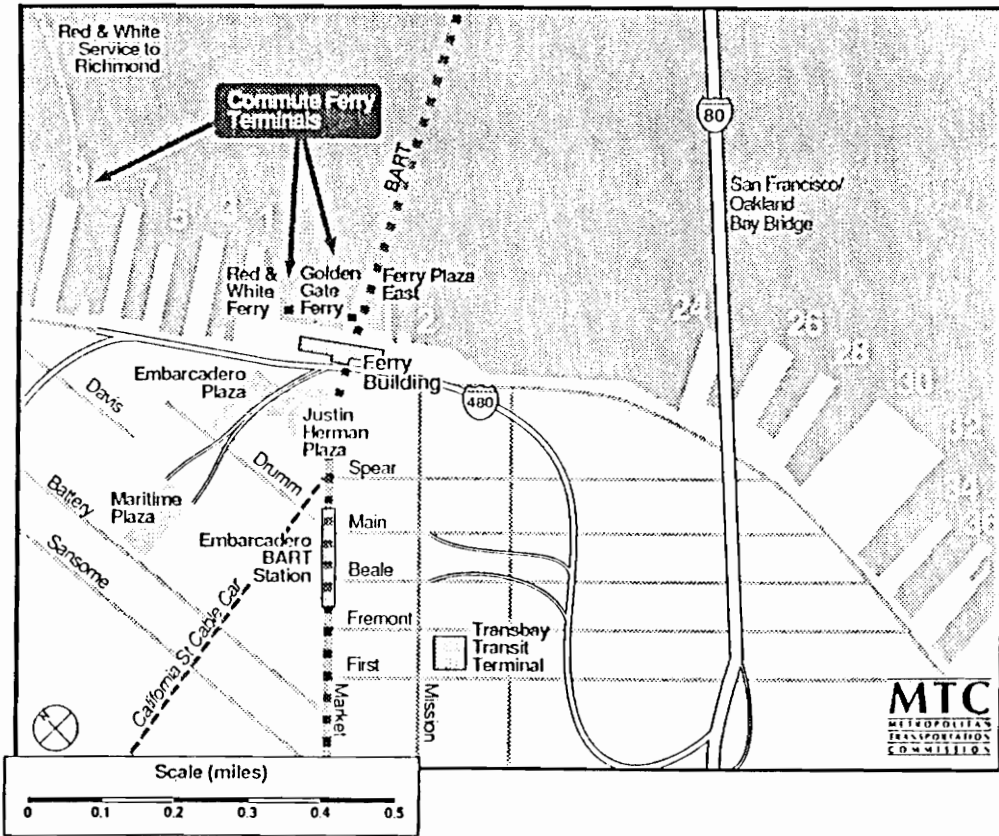 Red & White
Service to
Richmond
Commute Ferry
Terminals
BART
80
San Francisco/
Oakland
Bay Bridge
7
5
3
Red &
White
Ferry
Golden
Gate
Ferry
Ferry Plaza
East
2
24
26
28
30
32
Embarcadero
Plaza
Ferry
Building
480
Davis
Justin
Herman
Plaza
Drumm
Spear
Battery
Maritime
Plaza
Main
Embarcadero
BART
Station
Sansome
Beale
California St Cable Car
Fremont
Transbay
Transit
Terminal
First
Market
Mission
N
MTC
METROPOLITAN
TRANSPORTATION
COMMISSION
Scale (miles)
0 0.1 0.2 0.3 0.4 0.5